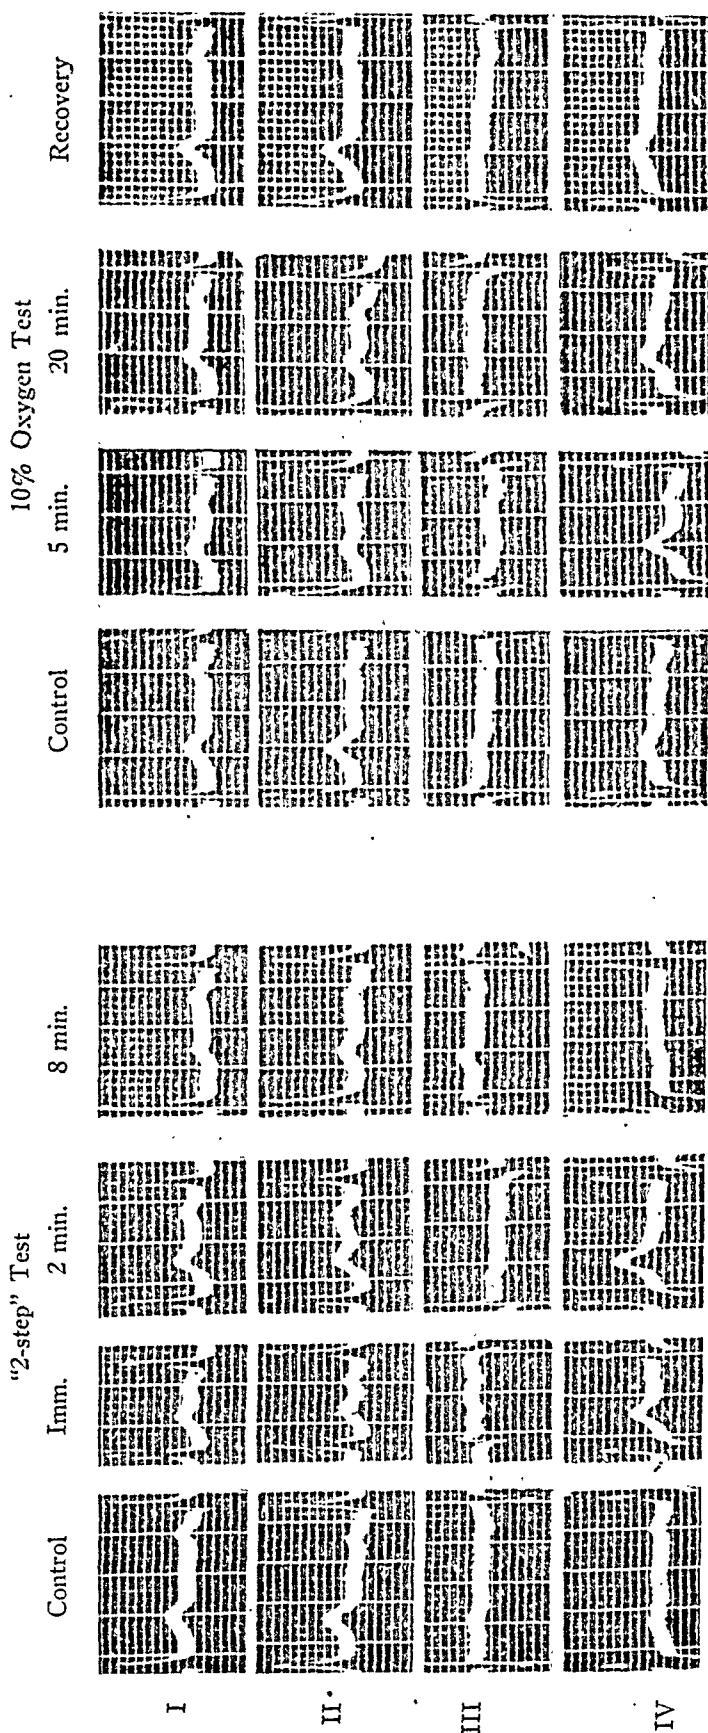 "2-step" Test
10% Oxygen Test
Control
Imm.
2 min.
8 min.
Control
5 min.
20 min.
Recovery
I
II.
III
IV